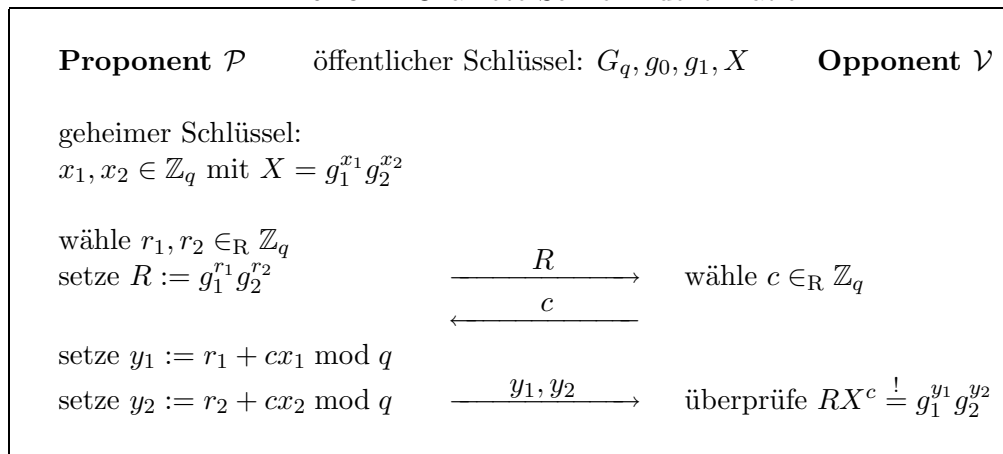 Proponent 𝒫 öffentlicher Schlüssel: G_q, g_0, g_1, X Opponent 𝒱
geheimer Schlüssel:
x_1, x_2 ∈ ℤ_q mit X = g_1^{x_1} g_2^{x_2}
wähle r_1, r_2 ∈_R ℤ_q
setze R := g_1^{r_1} g_2^{r_2} R wähle c ∈_R ℤ_q
c
setze y_1 := r_1 + cx_1 mod q
setze y_2 := r_2 + cx_2 mod q y_1, y_2 überprüfe RX^c =^! g_1^{y_1} g_2^{y_2}